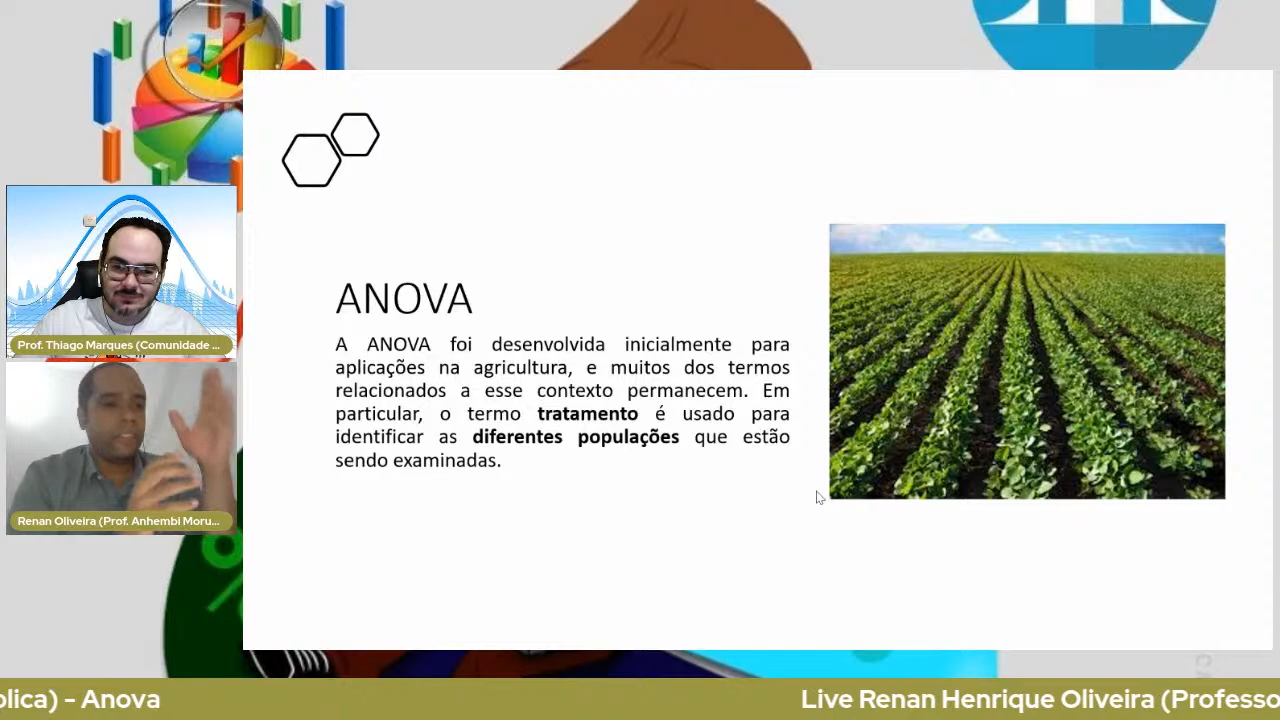 ANOVA
A ANOVA foi desenvolvida inicialmente para
aplicações na agricultura, e muitos dos termos
relacionados a esse contexto permanecem. Em
particular, o termo tratamento é usado para
identificar as diferentes populações que estão
sendo examinadas.
Prof. Thiago Marques (Comunidade ...
Renan Oliveira (Prof. Anhembi Moru...
blica) - Anova
Live Renan Henrique Oliveira (Professo